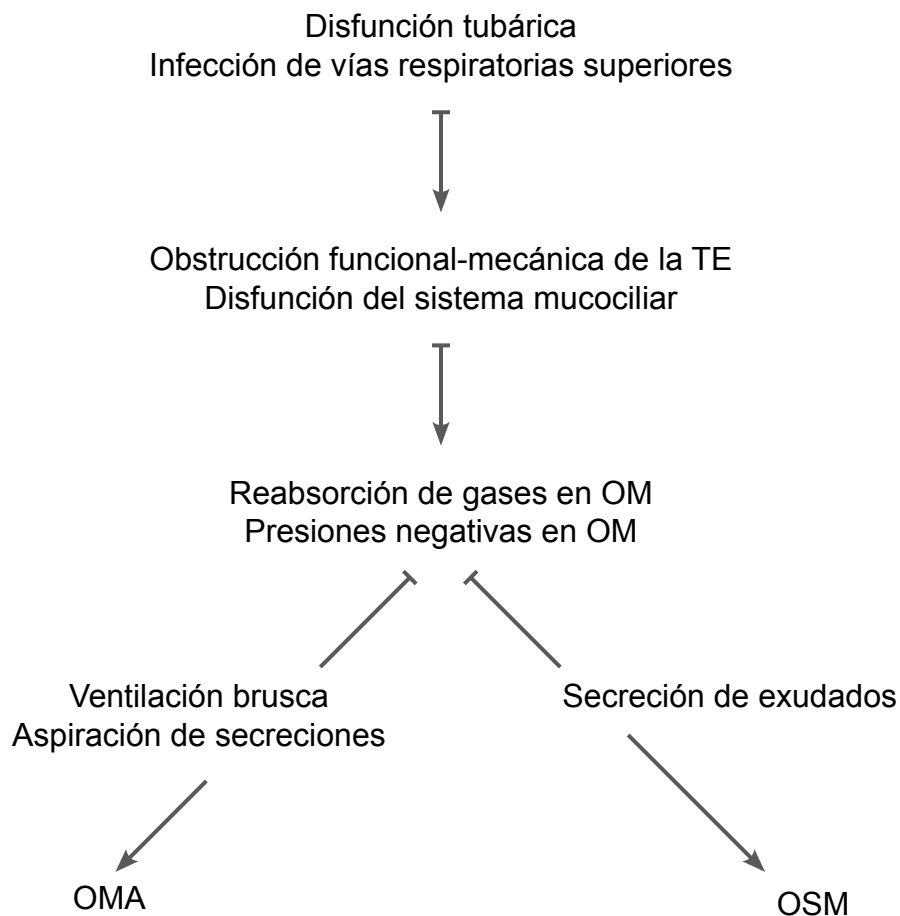 Disfunción tubárica
Infección de vías respiratorias superiores
Obstrucción funcional-mecánica de la TE
Disfunción del sistema mucociliar
Reabsorción de gases en OM
Presiones negativas en OM
Ventilación brusca
Aspiración de secreciones
Secreción de exudados
OMA
OSM